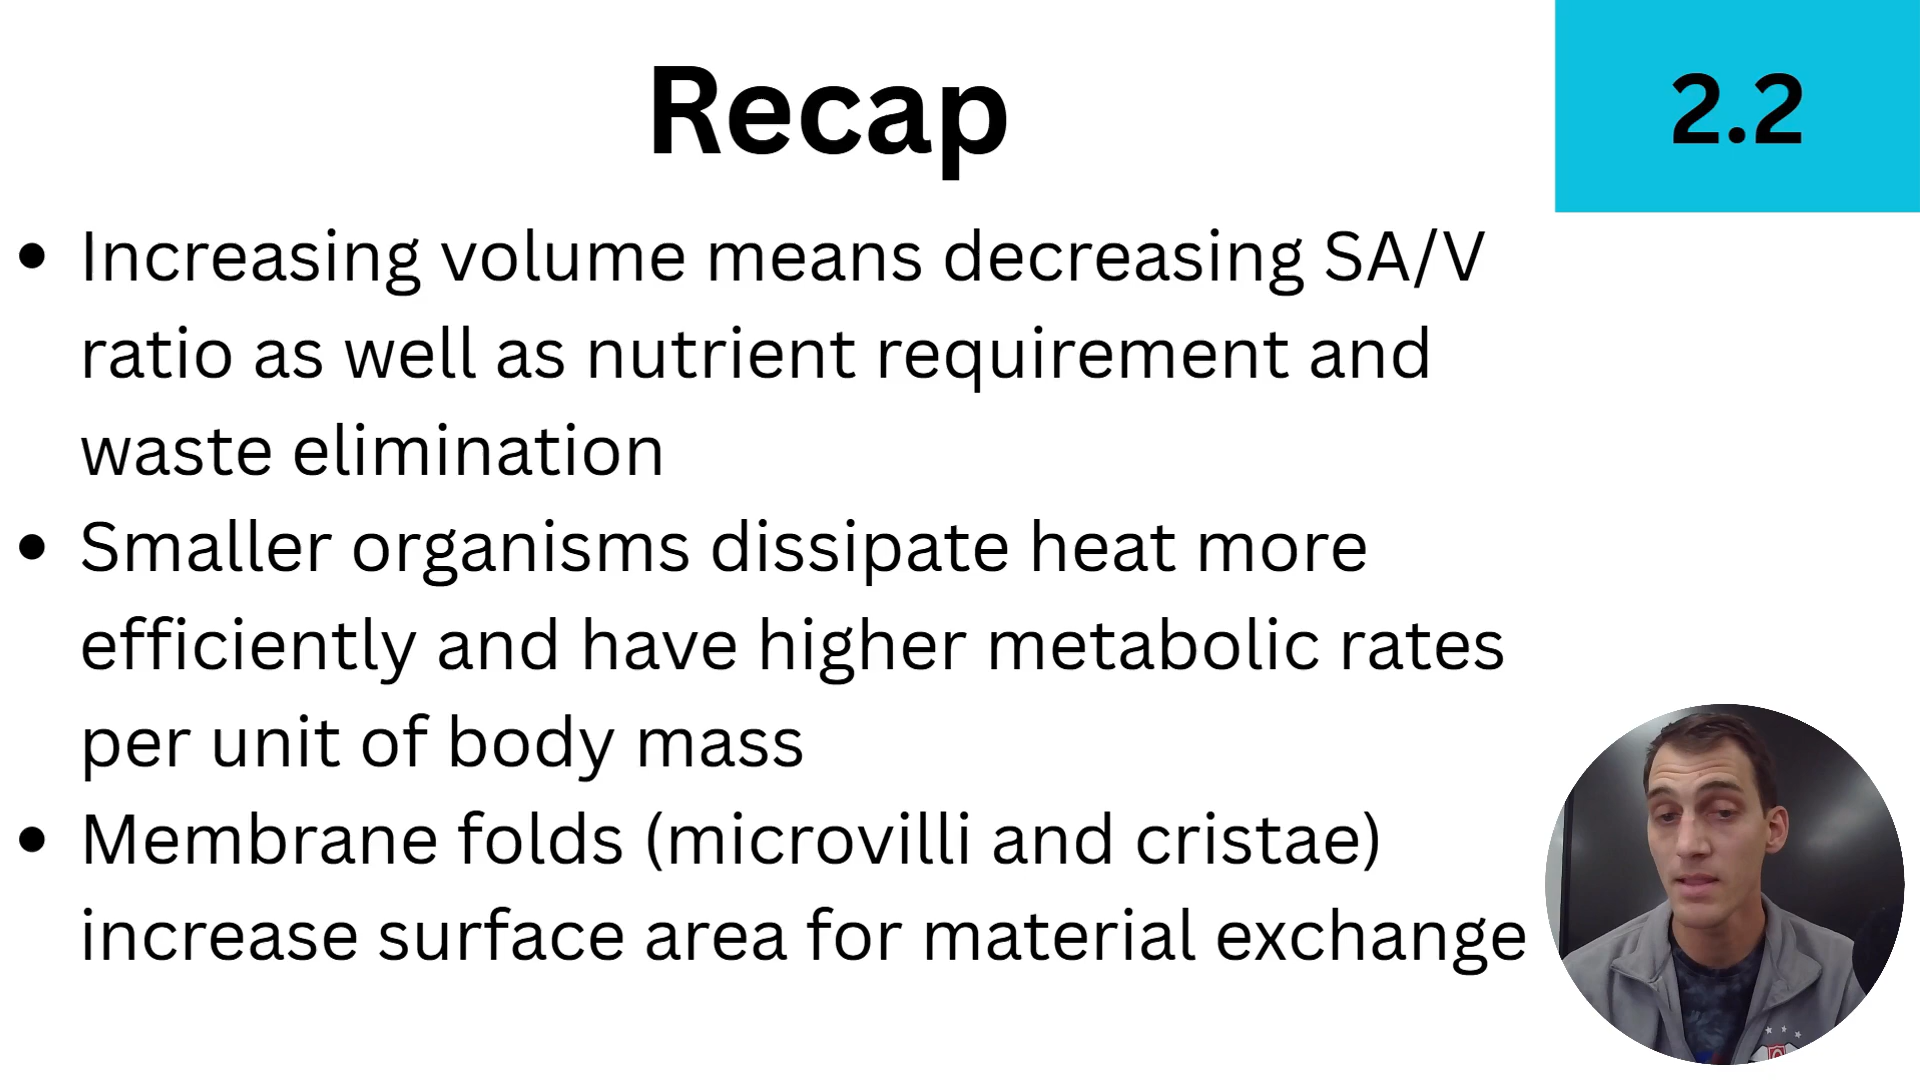 Recap
2.2
• Increasing volume means decreasing SA/V
ratio as well as nutrient requirement and
waste elimination
• Smaller organisms dissipate heat more
efficiently and have higher metabolic rates
per unit of body mass
• Membrane folds (microvilli and cristae)
increase surface area for material exchange